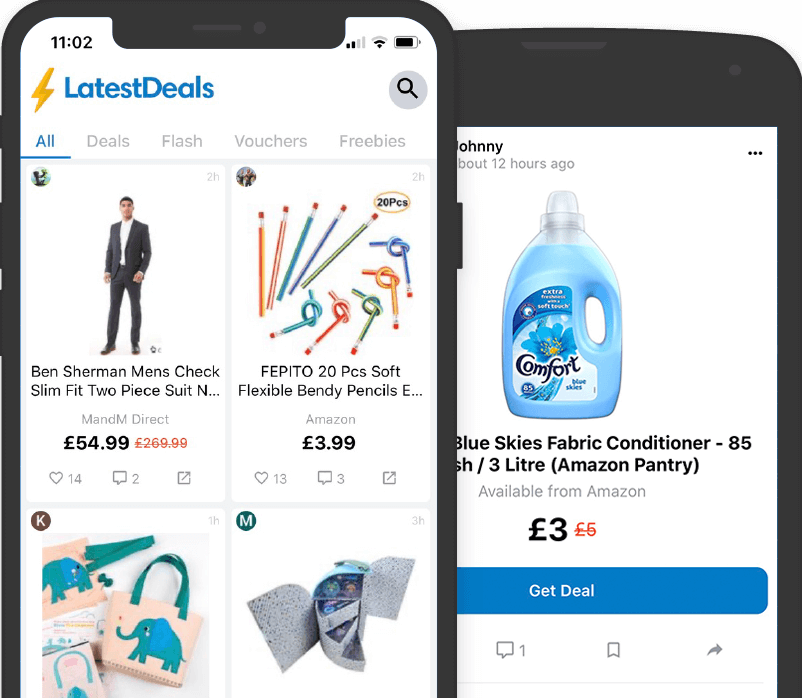 11:02
LatestDeals
All Deals Flash Vouchers Freebies
2h
2h
20Pcs
Ben Sherman Mens Check
Slim Fit Two Piece Suit N...
MandM Direct
£54.99 £269.99
14 2
FEPITO 20 Pcs Soft
Flexible Bendy Pencils E...
Amazon
£3.99
13 3
K
1h
M
3h
Johnny
bout 12 hours ago
extra
freshness
with a
soft touch
Comfort
blue
skies
85
Blue Skies Fabric Conditioner - 85
sh / 3 Litre (Amazon Pantry)
Available from Amazon
£3 £5
Get Deal
1